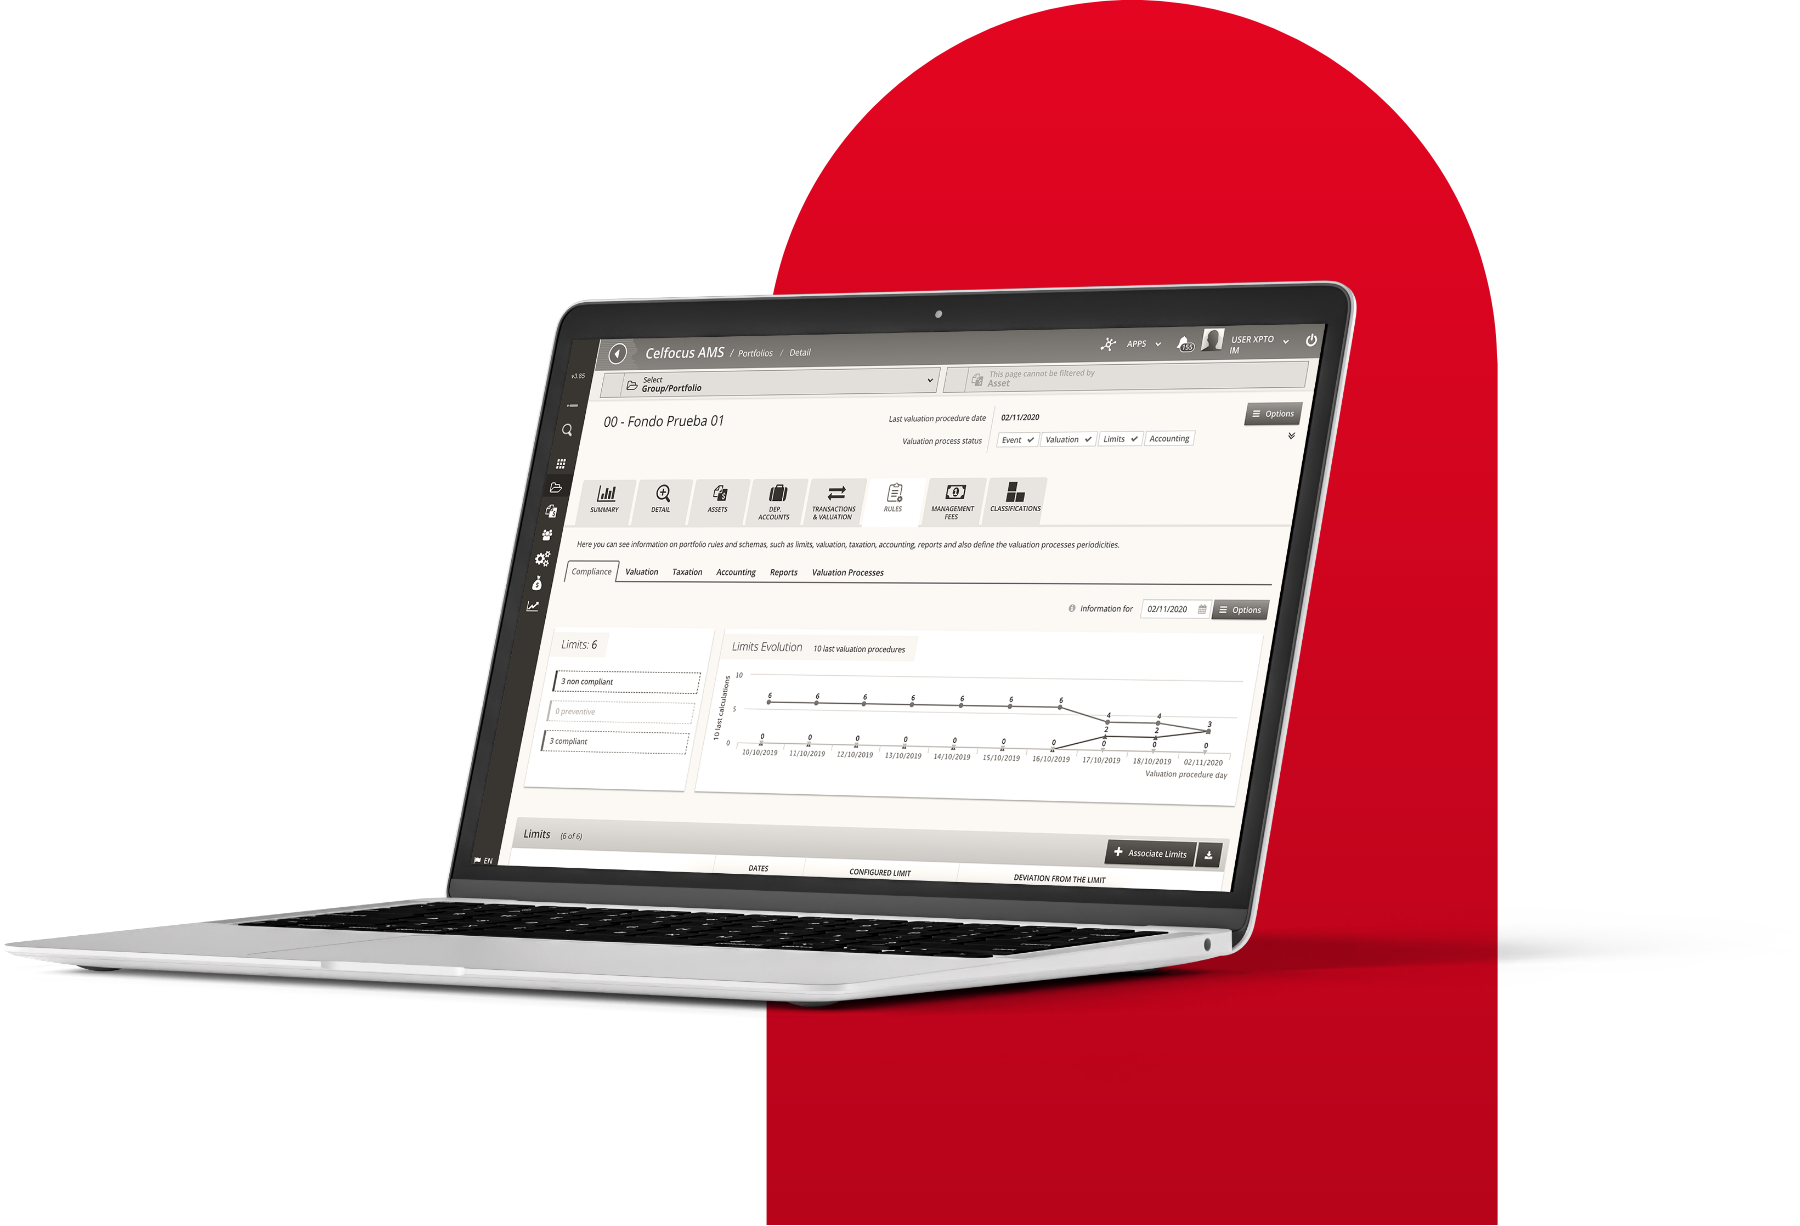 Celfocus AMS / Portfolios / Detail
APPS
155
USER XPTO
IM
v3.85
Select
Group/Portfolio
This page cannot be filtered by
Asset
00 - Fondo Prueba 01
Last valuation procedure date
02/11/2020
Options
Valuation process status
Event
Valuation
Limits
Accounting
SUMMARY
DETAIL
ASSETS
DEP.
ACCOUNTS
TRANSACTIONS
& VALUATION
RULES
MANAGEMENT
FEES
CLASSIFICATIONS
Here you can see information on portfolio rules and schemas, such as limits, valuation, taxation, accounting, reports and also define the valuation processes periodicities.
Compliance Valuation Taxation Accounting Reports Valuation Processes
Information for 02/11/2020 Options
Limits: 6
3 non compliant
0 preventive
3 compliant
Limits Evolution 10 last valuation procedures
10 last calculations
10
5
0
6 6 6 6 6 6 6 4 4 3
2 2
0 0 0 0 0 0 0 0 0 0
10/10/2019 11/10/2019 12/10/2019 13/10/2019 14/10/2019 15/10/2019 16/10/2019 17/10/2019 18/10/2019 02/11/2020
Valuation procedure day
Limits (6 of 6)
Associate Limits
DATES CONFIGURED LIMIT DEVIATION FROM THE LIMIT
EN